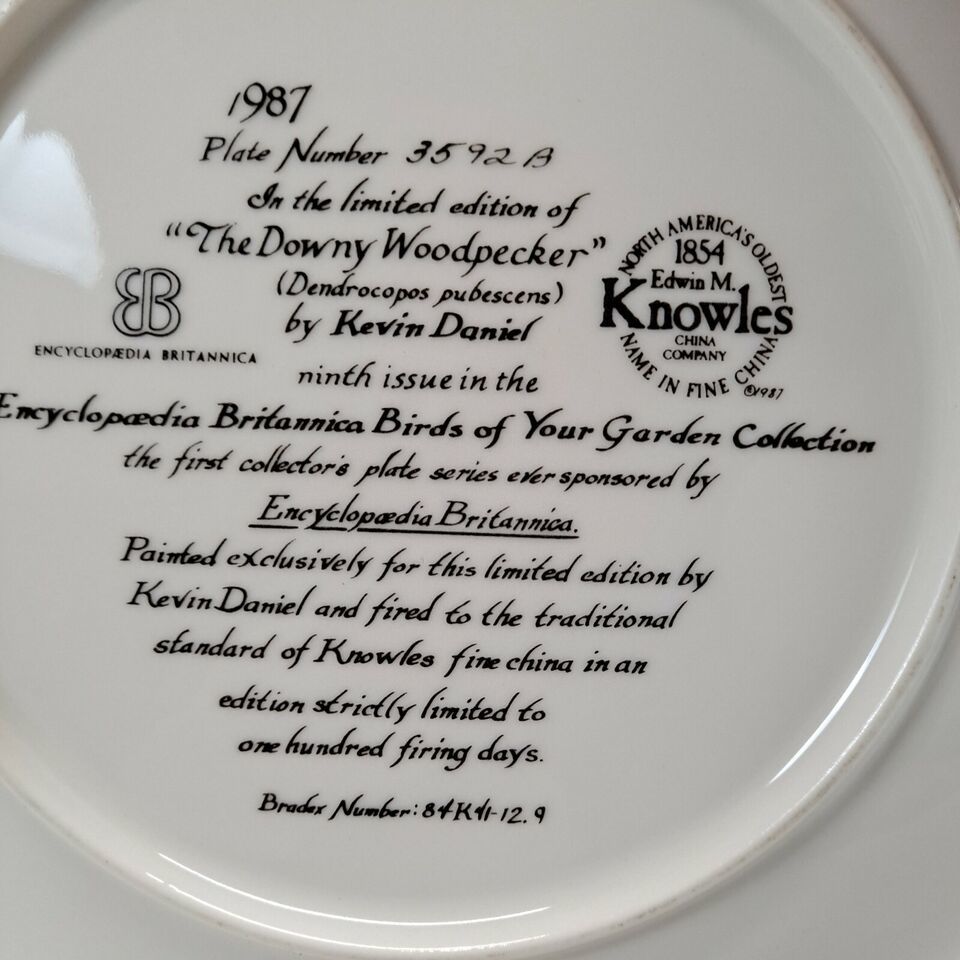 1987
Plate Number 3592A
In the limited edition of
"The Downy Woodpecker"
(Dendrocopos pubescens)
by Kevin Daniel
ENCYCLOPÆDIA BRITANNICA
NORTH AMERICA'S OLDEST
1854
Edwin M.
Knowles
CHINA
COMPANY
NAME IN FINE CHINA
©1987
ninth issue in the
Encyclopædia Britannica Birds of Your Garden Collection
the first collector's plate series ever sponsored by
Encyclopædia Britannica.
Painted exclusively for this limited edition by
Kevin Daniel and fired to the traditional
standard of Knowles fine china in an
edition strictly limited to
one hundred firing days.
Bradex Number: 84-K41-12.9